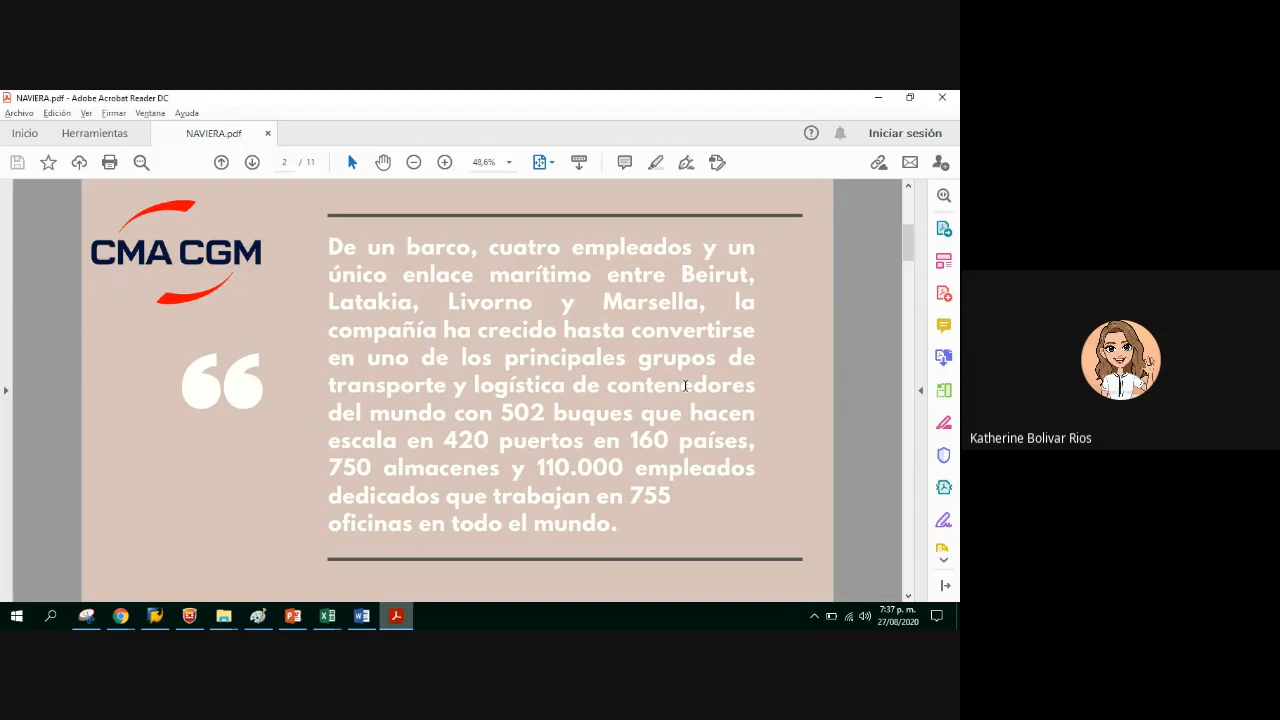 NAVIERA.pdf - Adobe Acrobat Reader DC
Archivo Edición Ver Firmar Ventana Ayuda
Inicio Herramientas NAVIERA.pdf × Iniciar sesión
2 / 11 48,6%
CMA CGM
“
De un barco, cuatro empleados y un
único enlace marítimo entre Beirut,
Latakia, Livorno y Marsella, la
compañía ha crecido hasta convertirse
en uno de los principales grupos de
transporte y logística de contenedores
del mundo con 502 buques que hacen
escala en 420 puertos en 160 países,
750 almacenes y 110.000 empleados
dedicados que trabajan en 755
oficinas en todo el mundo.
Katherine Bolivar Rios
7:37 p. m.
27/08/2020